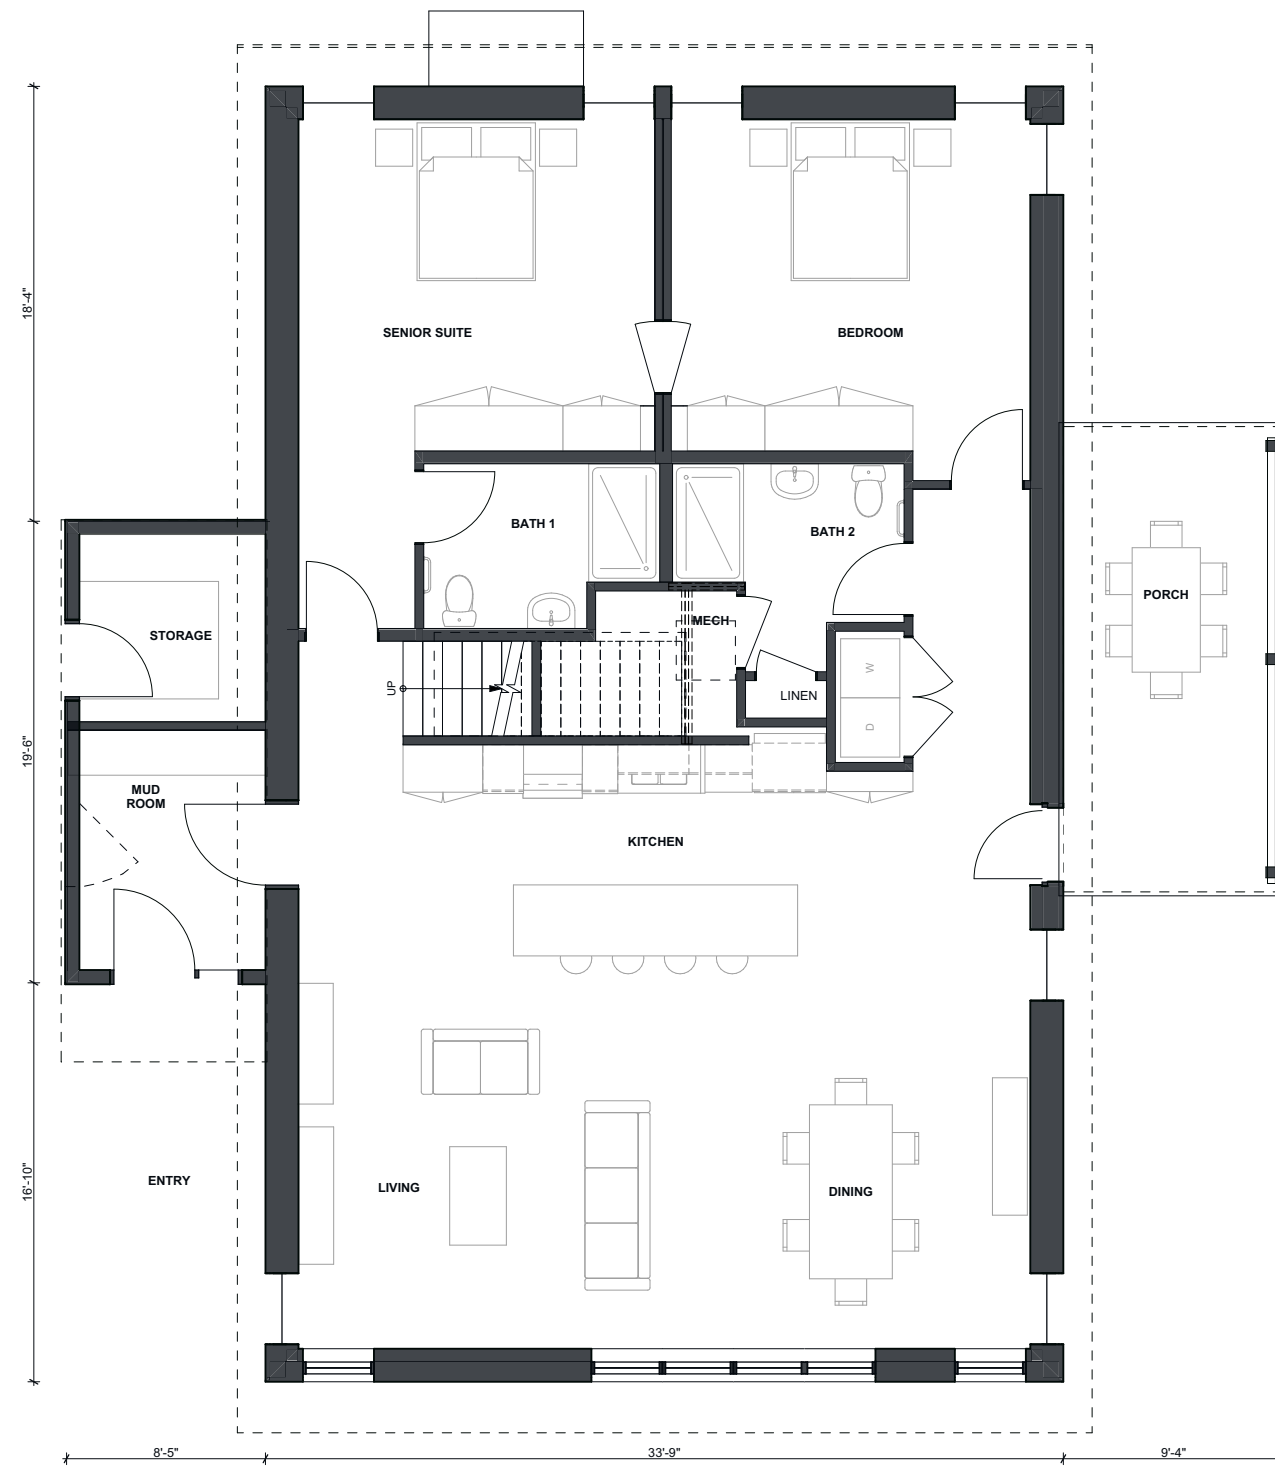 18'-4"
SENIOR SUITE
BEDROOM
BATH 1
BATH 2
PORCH
MECH
STORAGE
W
UP
LINEN
D
19'-6"
MUD
ROOM
KITCHEN
16'-10"
ENTRY
LIVING
DINING
8'-5"
33'-9"
9'-4"